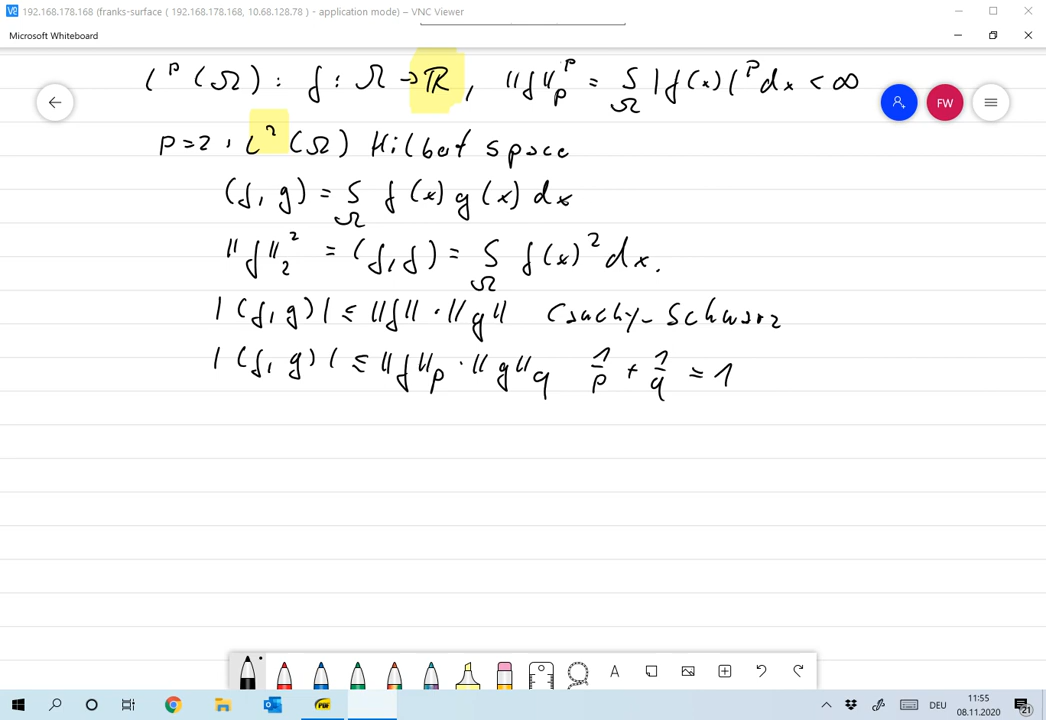 192.168.178.168 (franks-surface ( 192.168.178.168, 10.68.128.78 ) - application mode) – VNC Viewer
Microsoft Whiteboard
L^p (Ω) : f : Ω → ℝ, ||f||_p^p = ∫_Ω |f(x)|^p dx < ∞
p = 2 : L² (Ω) Hilbert space
(f, g) = ∫_Ω f(x) g(x) dx
||f||_2^2 = (f, f) = ∫_Ω f(x)² dx.
|(f, g)| ≤ ||f|| · ||g|| Cauchy-Schwarz
|(f, g)| ≤ ||f||_p · ||g||_q 1/p + 1/q = 1
FW
A
DEU
11:55
08.11.2020
21